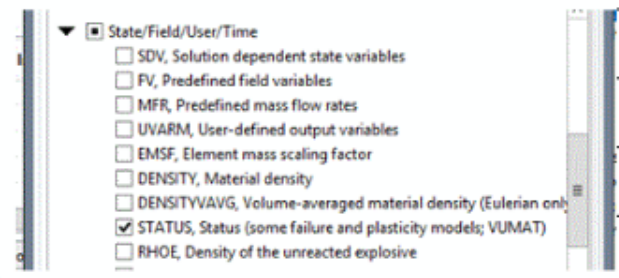 State/Field/User/Time
SDV, Solution dependent state variables
FV, Predefined field variables
MFR, Predefined mass flow rates
UVARM, User-defined output variables
EMSF, Element mass scaling factor
DENSITY, Material density
DENSITYVAVG, Volume-averaged material density (Eulerian only
STATUS, Status (some failure and plasticity models; VUMAT)
RHOE, Density of the unreacted explosive